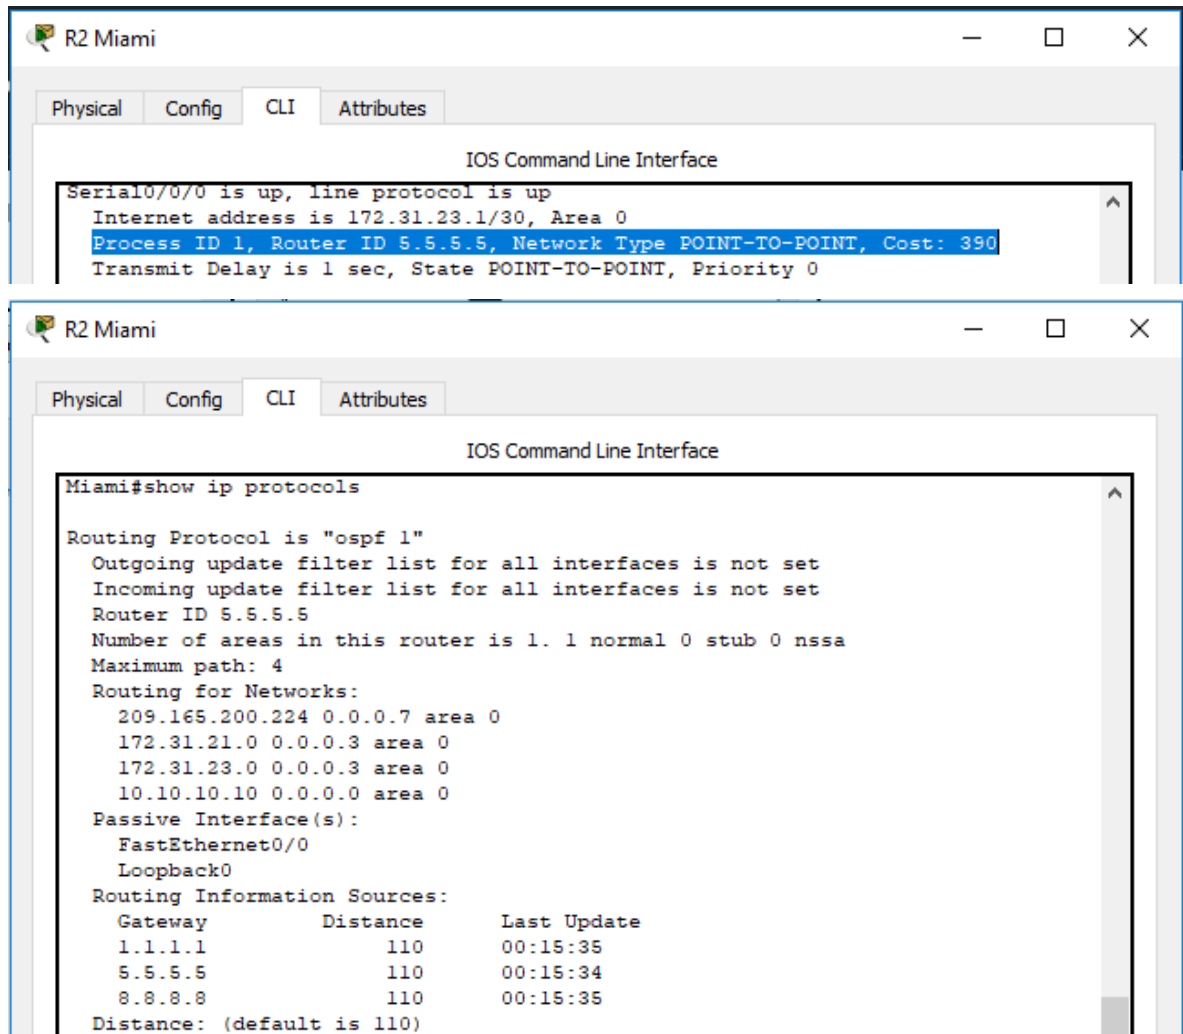 R2 Miami
Physical Config CLI Attributes
IOS Command Line Interface
Serial0/0/0 is up, line protocol is up
Internet address is 172.31.23.1/30, Area 0
Process ID 1, Router ID 5.5.5.5, Network Type POINT-TO-POINT, Cost: 390
Transmit Delay is 1 sec, State POINT-TO-POINT, Priority 0
R2 Miami
Physical Config CLI Attributes
IOS Command Line Interface
Miami#show ip protocols
Routing Protocol is "ospf 1"
Outgoing update filter list for all interfaces is not set
Incoming update filter list for all interfaces is not set
Router ID 5.5.5.5
Number of areas in this router is 1. 1 normal 0 stub 0 nssa
Maximum path: 4
Routing for Networks:
209.165.200.224 0.0.0.7 area 0
172.31.21.0 0.0.0.3 area 0
172.31.23.0 0.0.0.3 area 0
10.10.10.10 0.0.0.0 area 0
Passive Interface(s):
FastEthernet0/0
Loopback0
Routing Information Sources:
Gateway Distance Last Update
1.1.1.1 110 00:15:35
5.5.5.5 110 00:15:34
8.8.8.8 110 00:15:35
Distance: (default is 110)